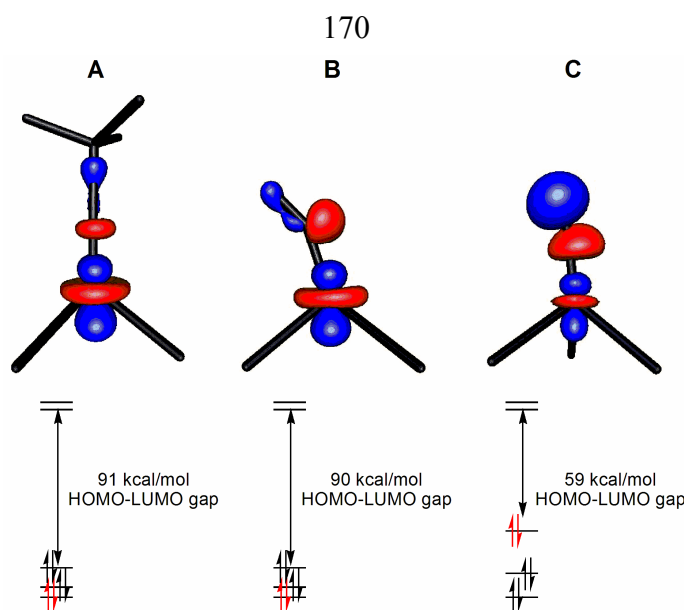 170
A B C
91 kcal/mol
HOMO-LUMO gap
90 kcal/mol
HOMO-LUMO gap
59 kcal/mol
HOMO-LUMO gap